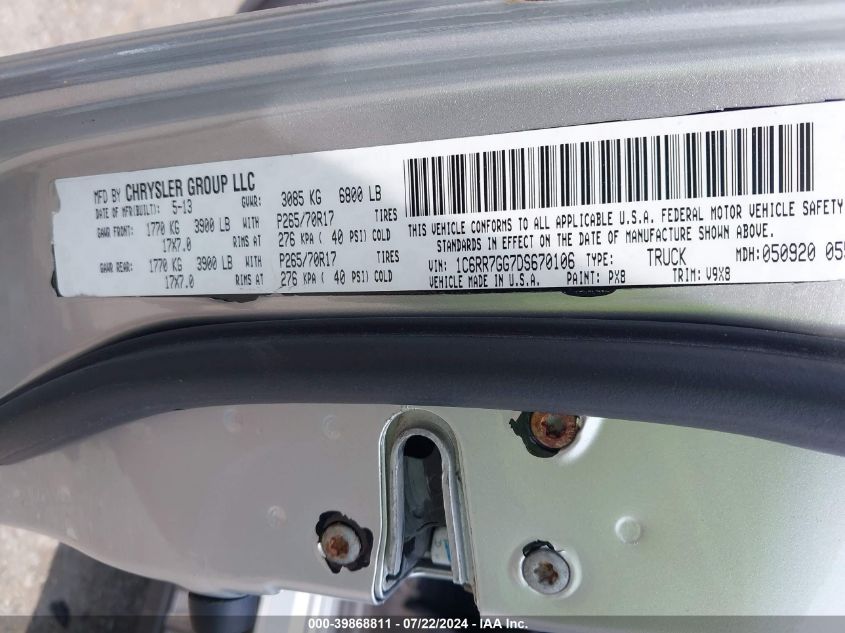 MFD BY CHRYSLER GROUP LLC
DATE OF MFR(BUILT): 5-13 GVWR: 3085 KG 6800 LB
GAWR FRONT: 1770 KG 3900 LB WITH P265/70R17 TIRES
17X7.0 RIMS AT 276 KPA ( 40 PSI) COLD
GAWR REAR: 1770 KG 3900 LB WITH P265/70R17 TIRES
17X7.0 RIMS AT 276 KPA ( 40 PSI) COLD
THIS VEHICLE CONFORMS TO ALL APPLICABLE U.S.A. FEDERAL MOTOR VEHICLE SAFETY
STANDARDS IN EFFECT ON THE DATE OF MANUFACTURE SHOWN ABOVE.
VIN: 1C6RR7GG7DS670106 TYPE: TRUCK MDH: 050920 055
VEHICLE MADE IN U.S.A. PAINT: PX8 TRIM: V9X8
000-39868811 - 07/22/2024 - IAA Inc.